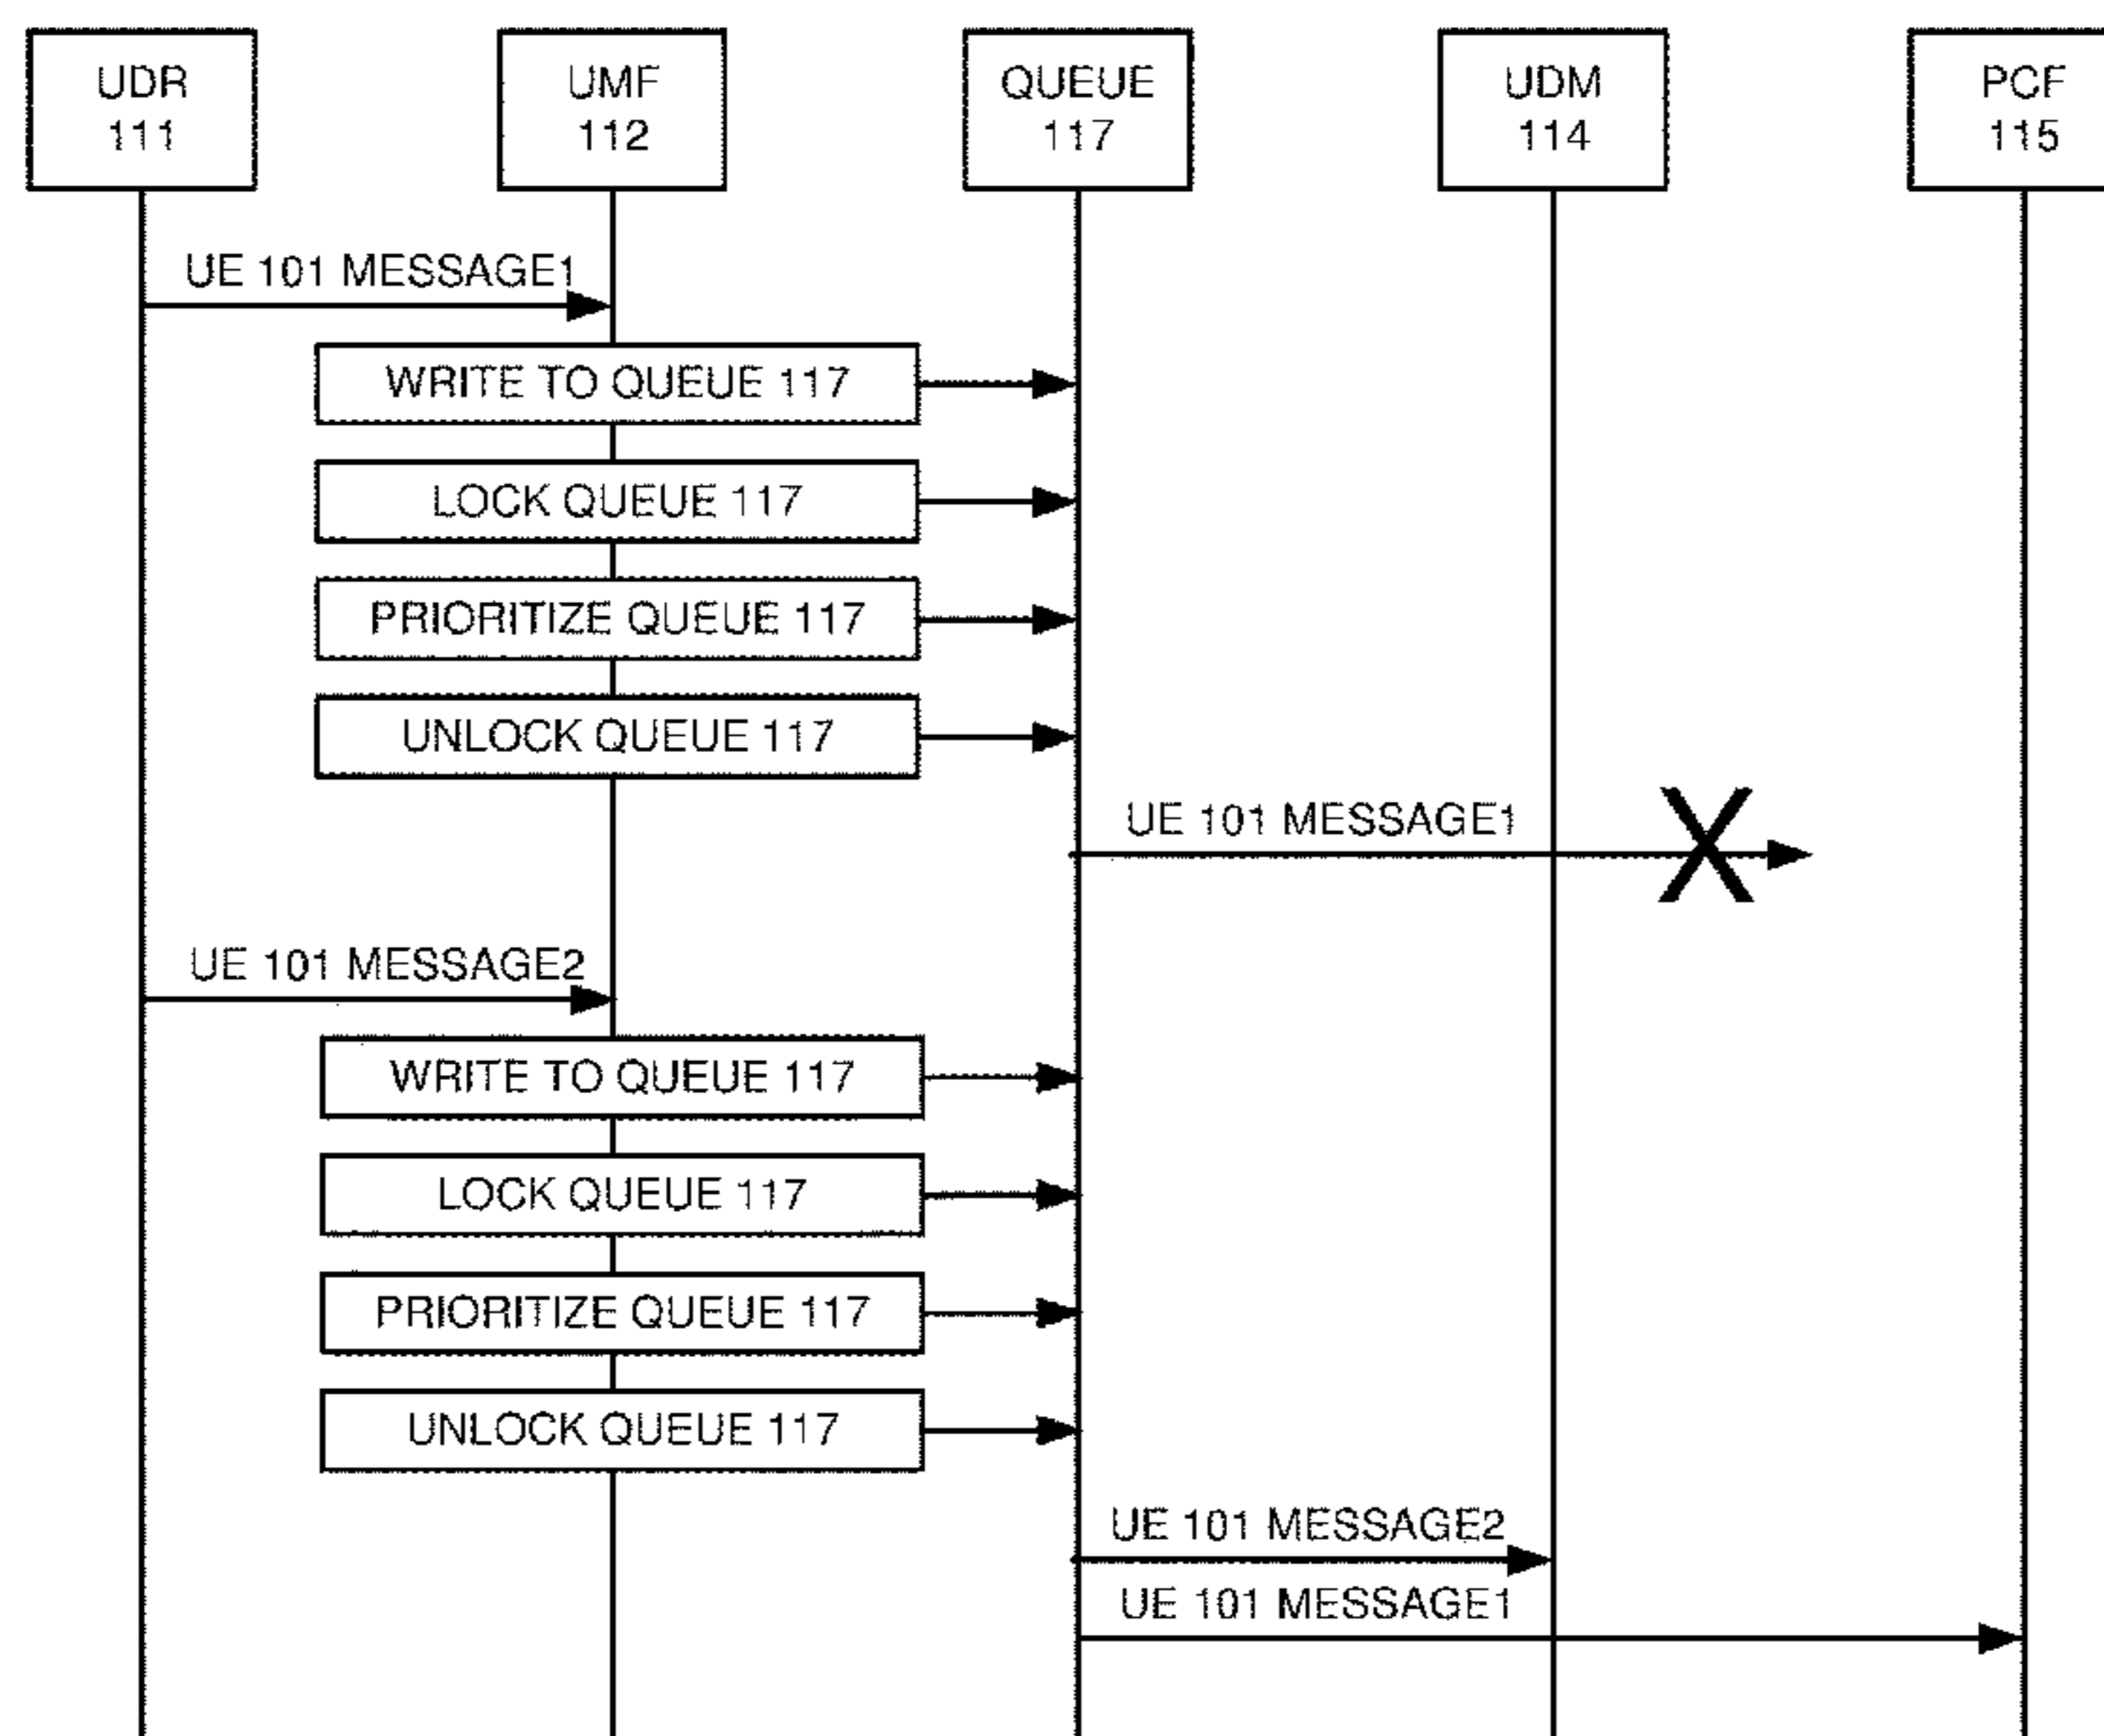 UDR
111
UMF
112
QUEUE
117
UDM
114
PCF
115
UE 101 MESSAGE1
WRITE TO QUEUE 117
LOCK QUEUE 117
PRIORITIZE QUEUE 117
UNLOCK QUEUE 117
UE 101 MESSAGE1
X
UE 101 MESSAGE2
WRITE TO QUEUE 117
LOCK QUEUE 117
PRIORITIZE QUEUE 117
UNLOCK QUEUE 117
UE 101 MESSAGE2
UE 101 MESSAGE1